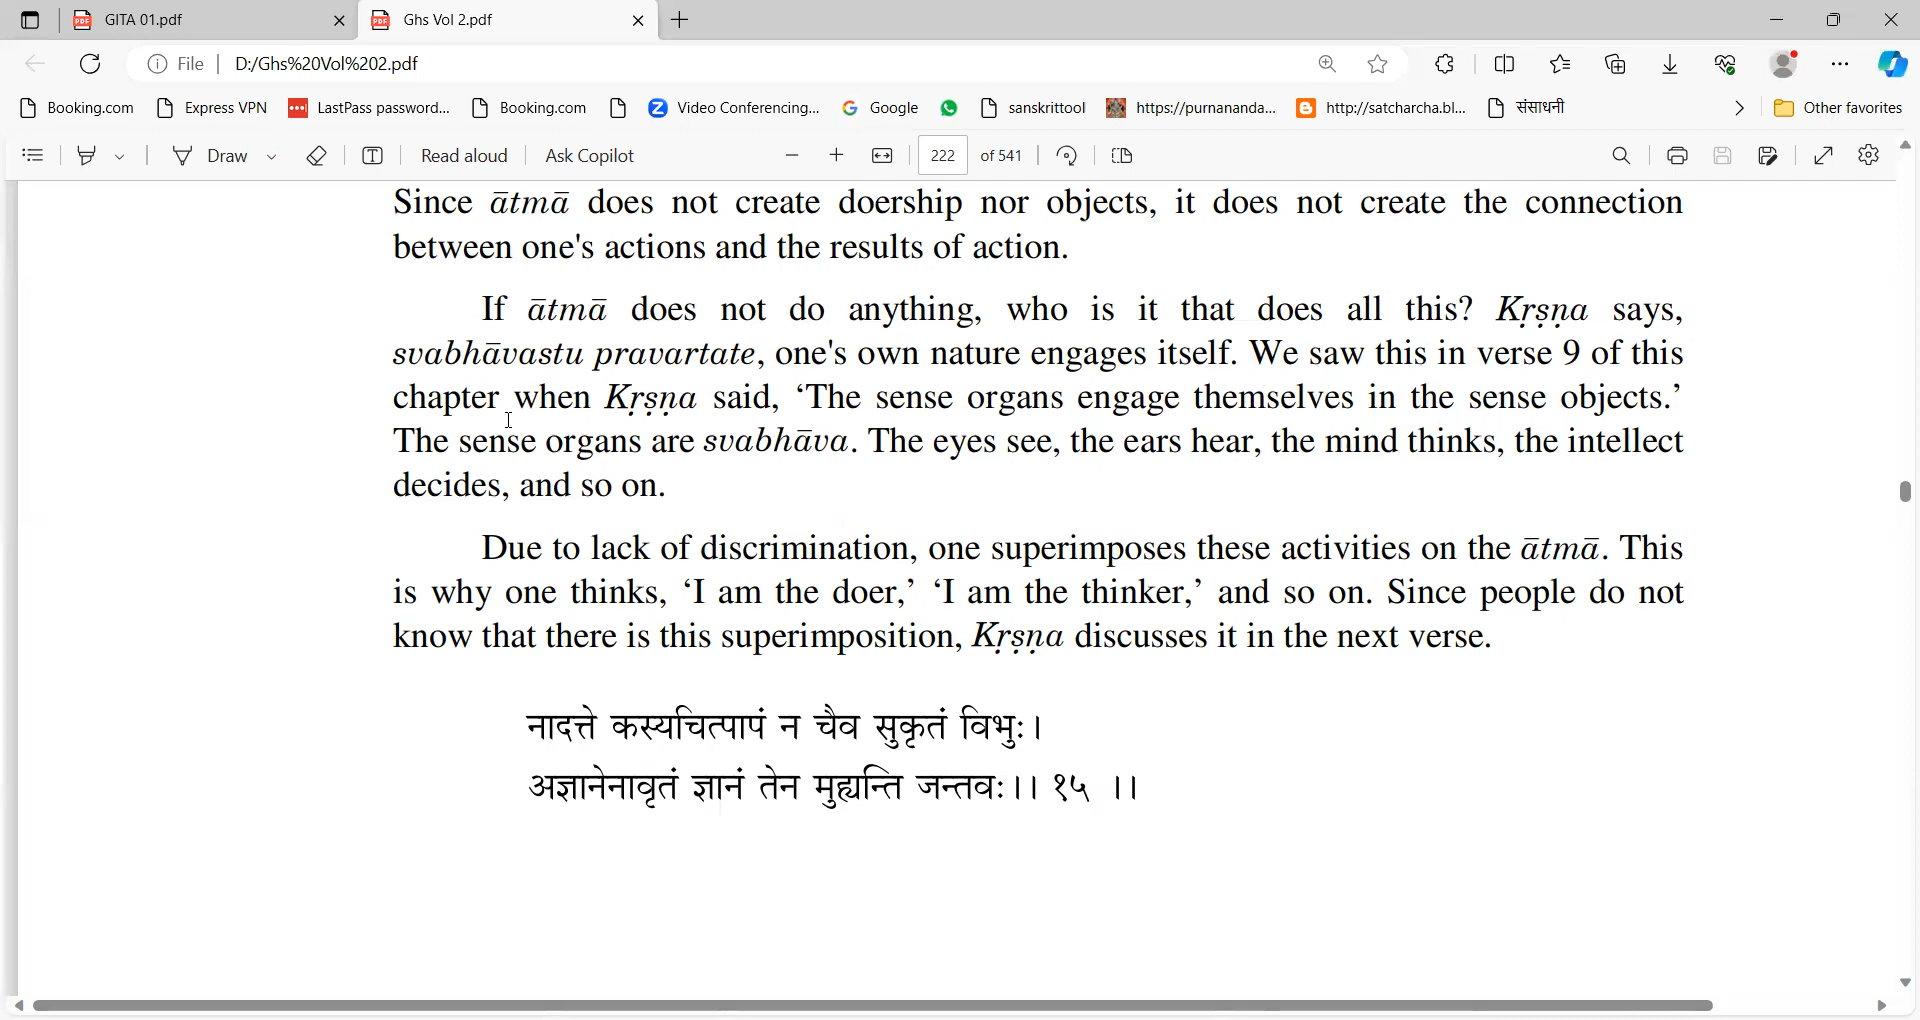 GITA 01.pdf
Ghs Vol 2.pdf
File D:/Ghs%20Vol%202.pdf
Booking.com Express VPN LastPass password... Booking.com Video Conferencing... Google sanskrittool https://purnananda... http://satcharcha.bl... संसाधनी Other favorites
Draw Read aloud Ask Copilot 222 of 541
Since ātmā does not create doership nor objects, it does not create the connection
between one's actions and the results of action.
If ātmā does not do anything, who is it that does all this? Kṛṣṇa says,
svabhāvastu pravartate, one's own nature engages itself. We saw this in verse 9 of this
chapter when Kṛṣṇa said, ‘The sense organs engage themselves in the sense objects.’
The sense organs are svabhāva. The eyes see, the ears hear, the mind thinks, the intellect
decides, and so on.
Due to lack of discrimination, one superimposes these activities on the ātmā. This
is why one thinks, ‘I am the doer,’ ‘I am the thinker,’ and so on. Since people do not
know that there is this superimposition, Kṛṣṇa discusses it in the next verse.
नादत्ते कस्यचित्पापं न चैव सुकृतं विभुः।
अज्ञानेनावृतं ज्ञानं तेन मुह्यन्ति जन्तवः।। १५ ।।